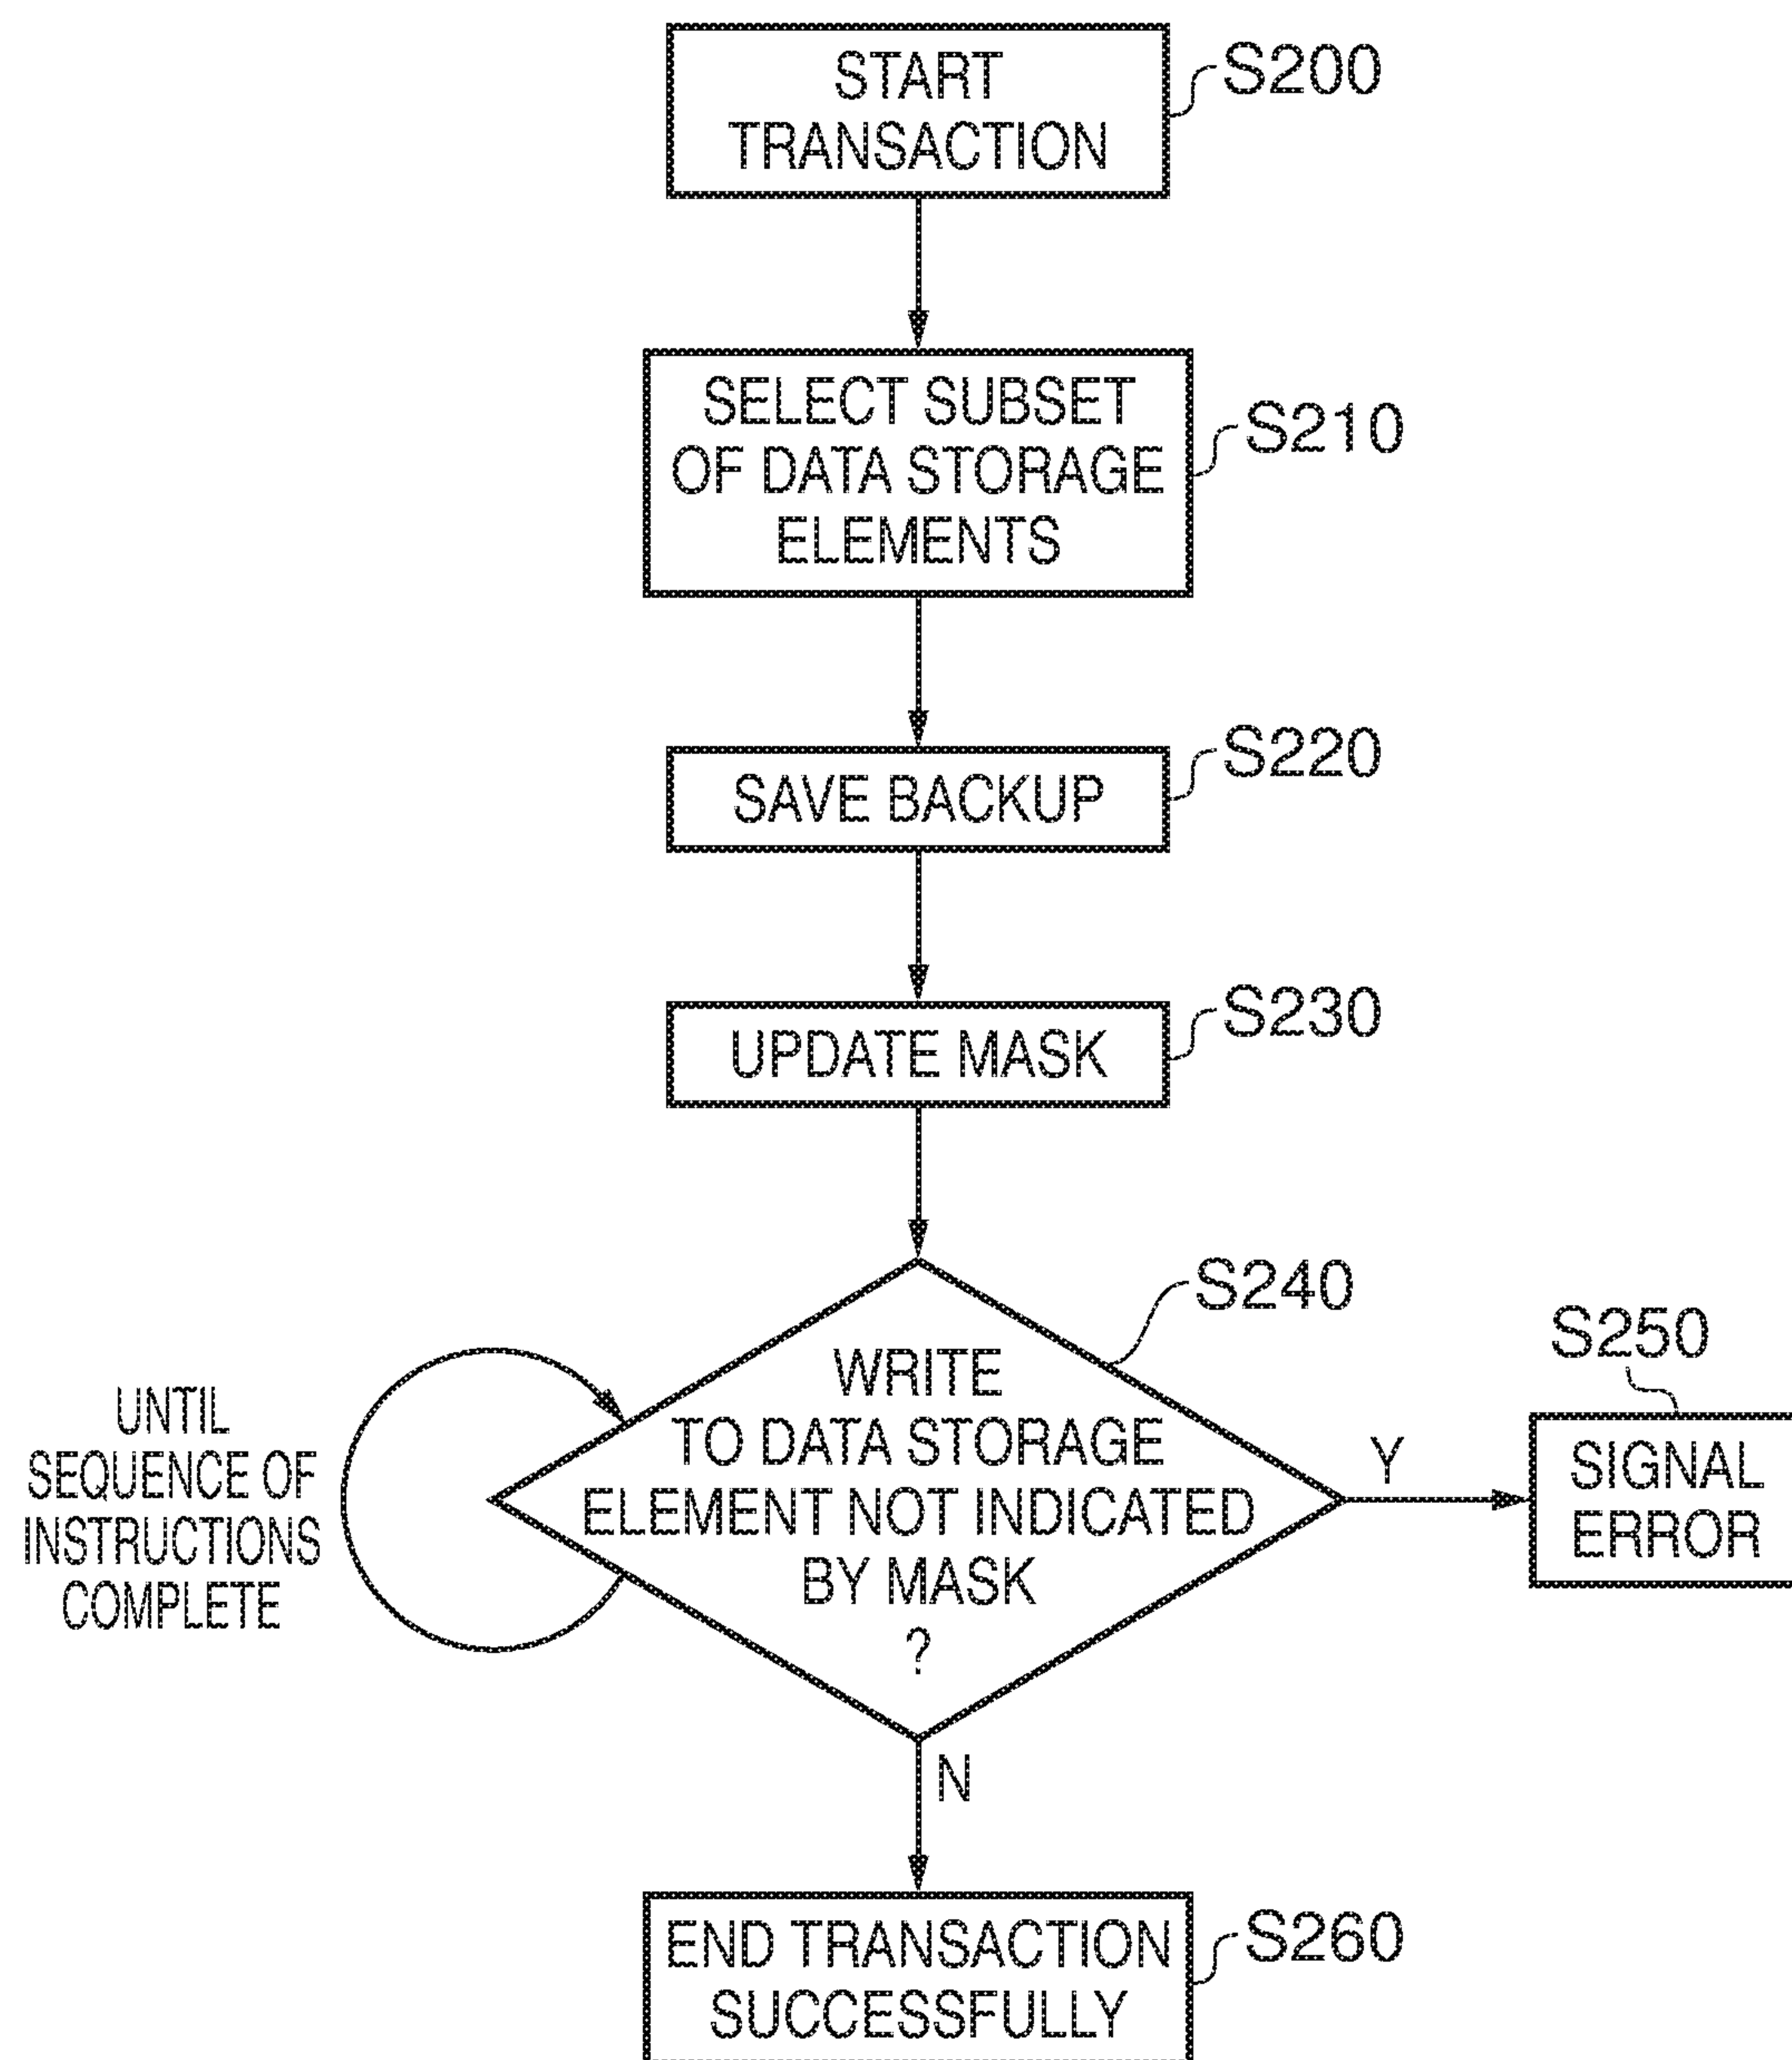 START
TRANSACTION
S200
SELECT SUBSET
OF DATA STORAGE
ELEMENTS
S210
SAVE BACKUP
S220
UPDATE MASK
S230
S240
WRITE
TO DATA STORAGE
ELEMENT NOT INDICATED
BY MASK
?
UNTIL
SEQUENCE OF
INSTRUCTIONS
COMPLETE
Y
S250
SIGNAL
ERROR
N
END TRANSACTION
SUCCESSFULLY
S260